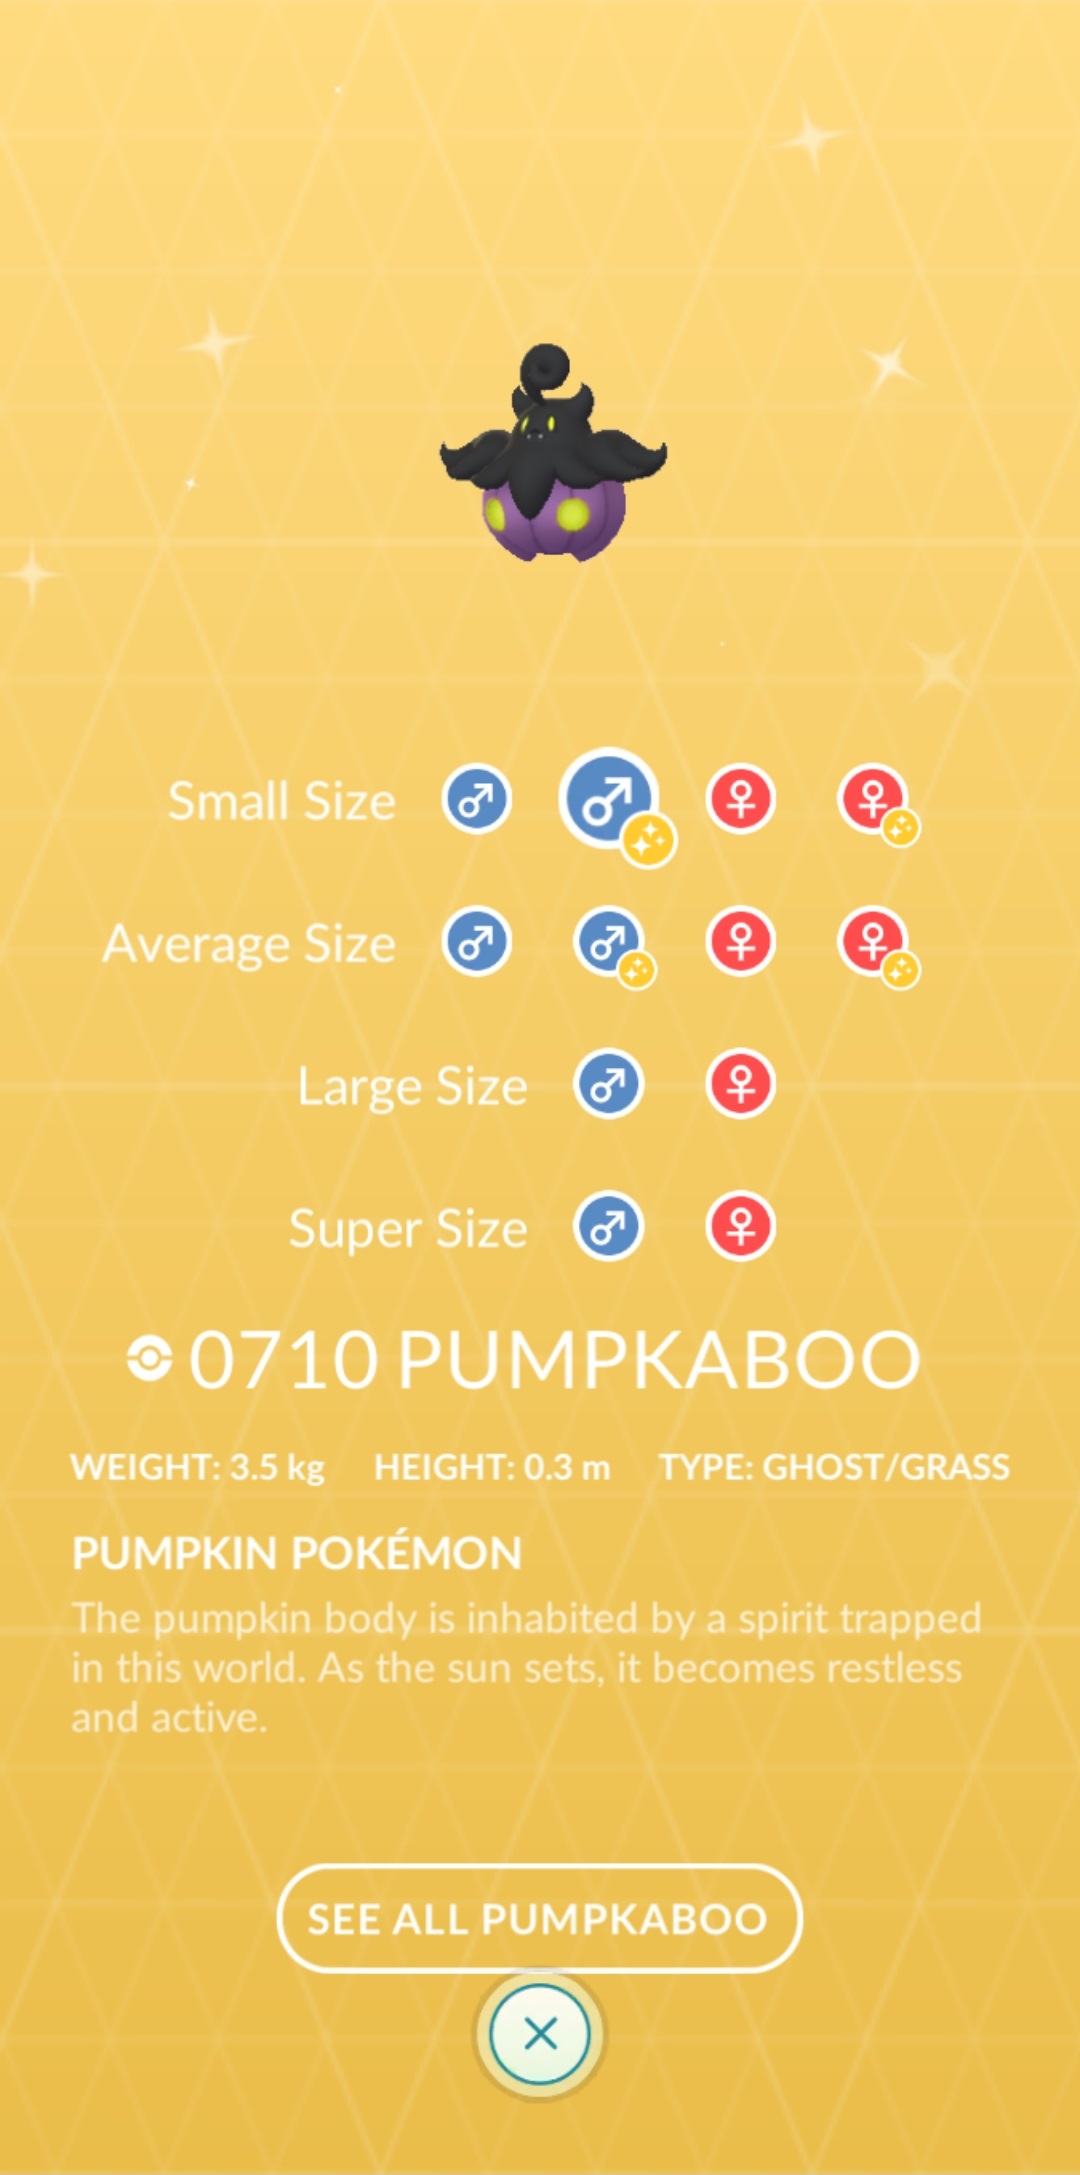 Small Size
Average Size
Large Size
Super Size
0710 PUMPKABOO
WEIGHT: 3.5 kg HEIGHT: 0.3 m TYPE: GHOST/GRASS
PUMPKIN POKÉMON
The pumpkin body is inhabited by a spirit trapped
in this world. As the sun sets, it becomes restless
and active.
SEE ALL PUMPKABOO